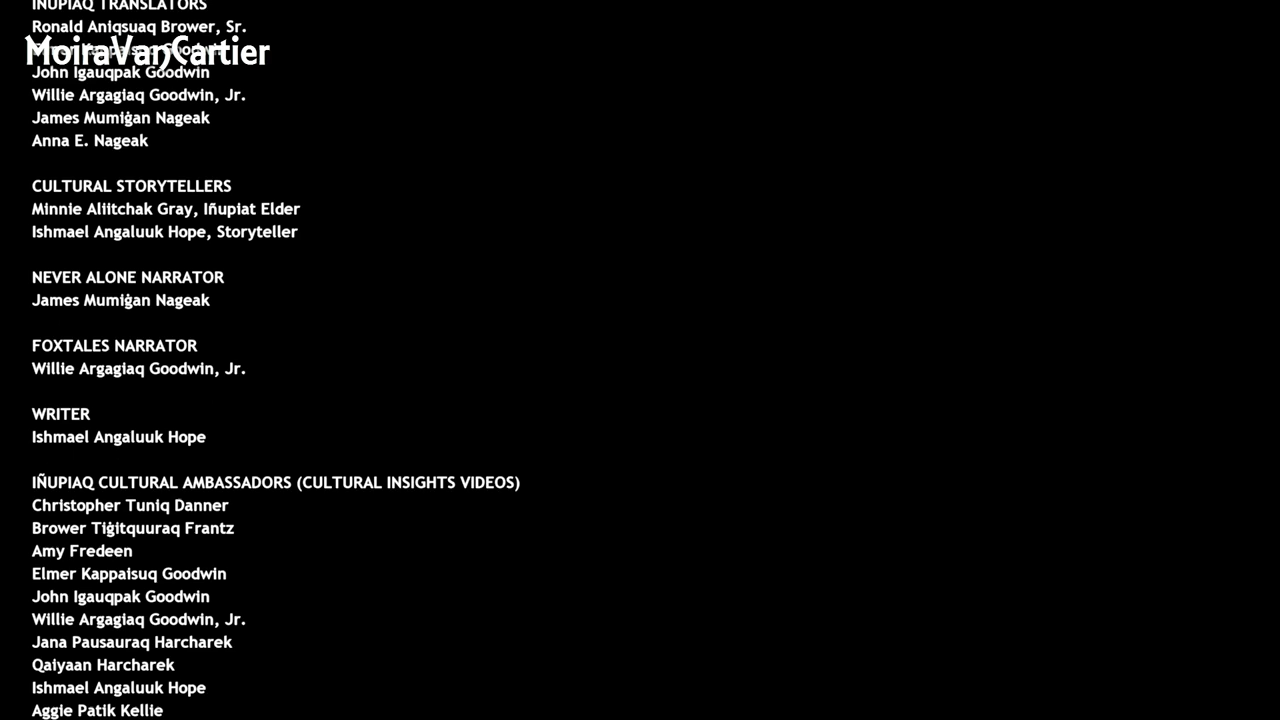 IÑUPIAQ TRANSLATORS
Ronald Aniqsuaq Brower, Sr.
MoiraVanCartier
John Igauqpak Goodwin
Willie Argagiaq Goodwin, Jr.
James Mumiġan Nageak
Anna E. Nageak
CULTURAL STORYTELLERS
Minnie Aliitchak Gray, Iñupiat Elder
Ishmael Angaluuk Hope, Storyteller
NEVER ALONE NARRATOR
James Mumiġan Nageak
FOXTALES NARRATOR
Willie Argagiaq Goodwin, Jr.
WRITER
Ishmael Angaluuk Hope
IÑUPIAQ CULTURAL AMBASSADORS (CULTURAL INSIGHTS VIDEOS)
Christopher Tuniq Danner
Brower Tiġitquuraq Frantz
Amy Fredeen
Elmer Kappaisuq Goodwin
John Igauqpak Goodwin
Willie Argagiaq Goodwin, Jr.
Jana Pausauraq Harcharek
Qaiyaan Harcharek
Ishmael Angaluuk Hope
Aggie Patik Kellie